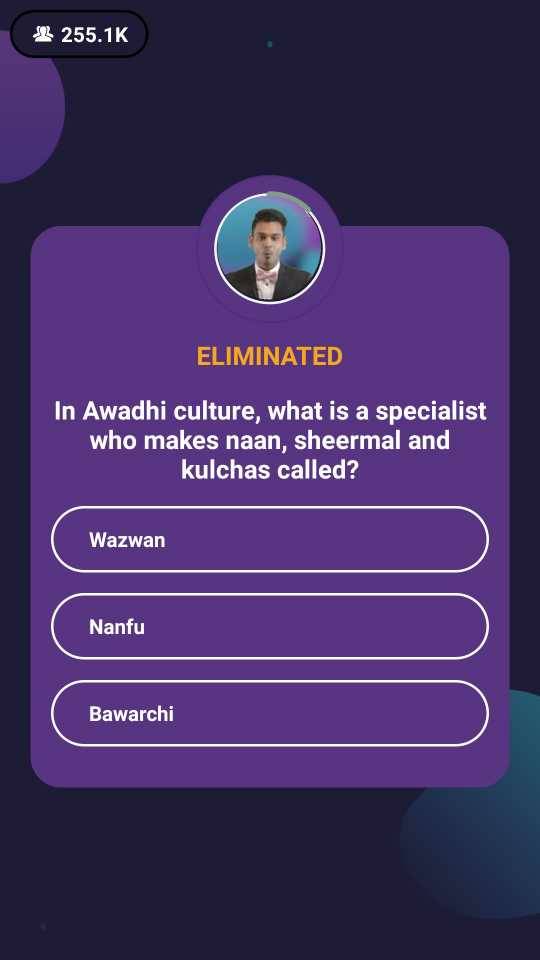 255.1K
ELIMINATED
In Awadhi culture, what is a specialist
who makes naan, sheermal and
kulchas called?
Wazwan
Nanfu
Bawarchi